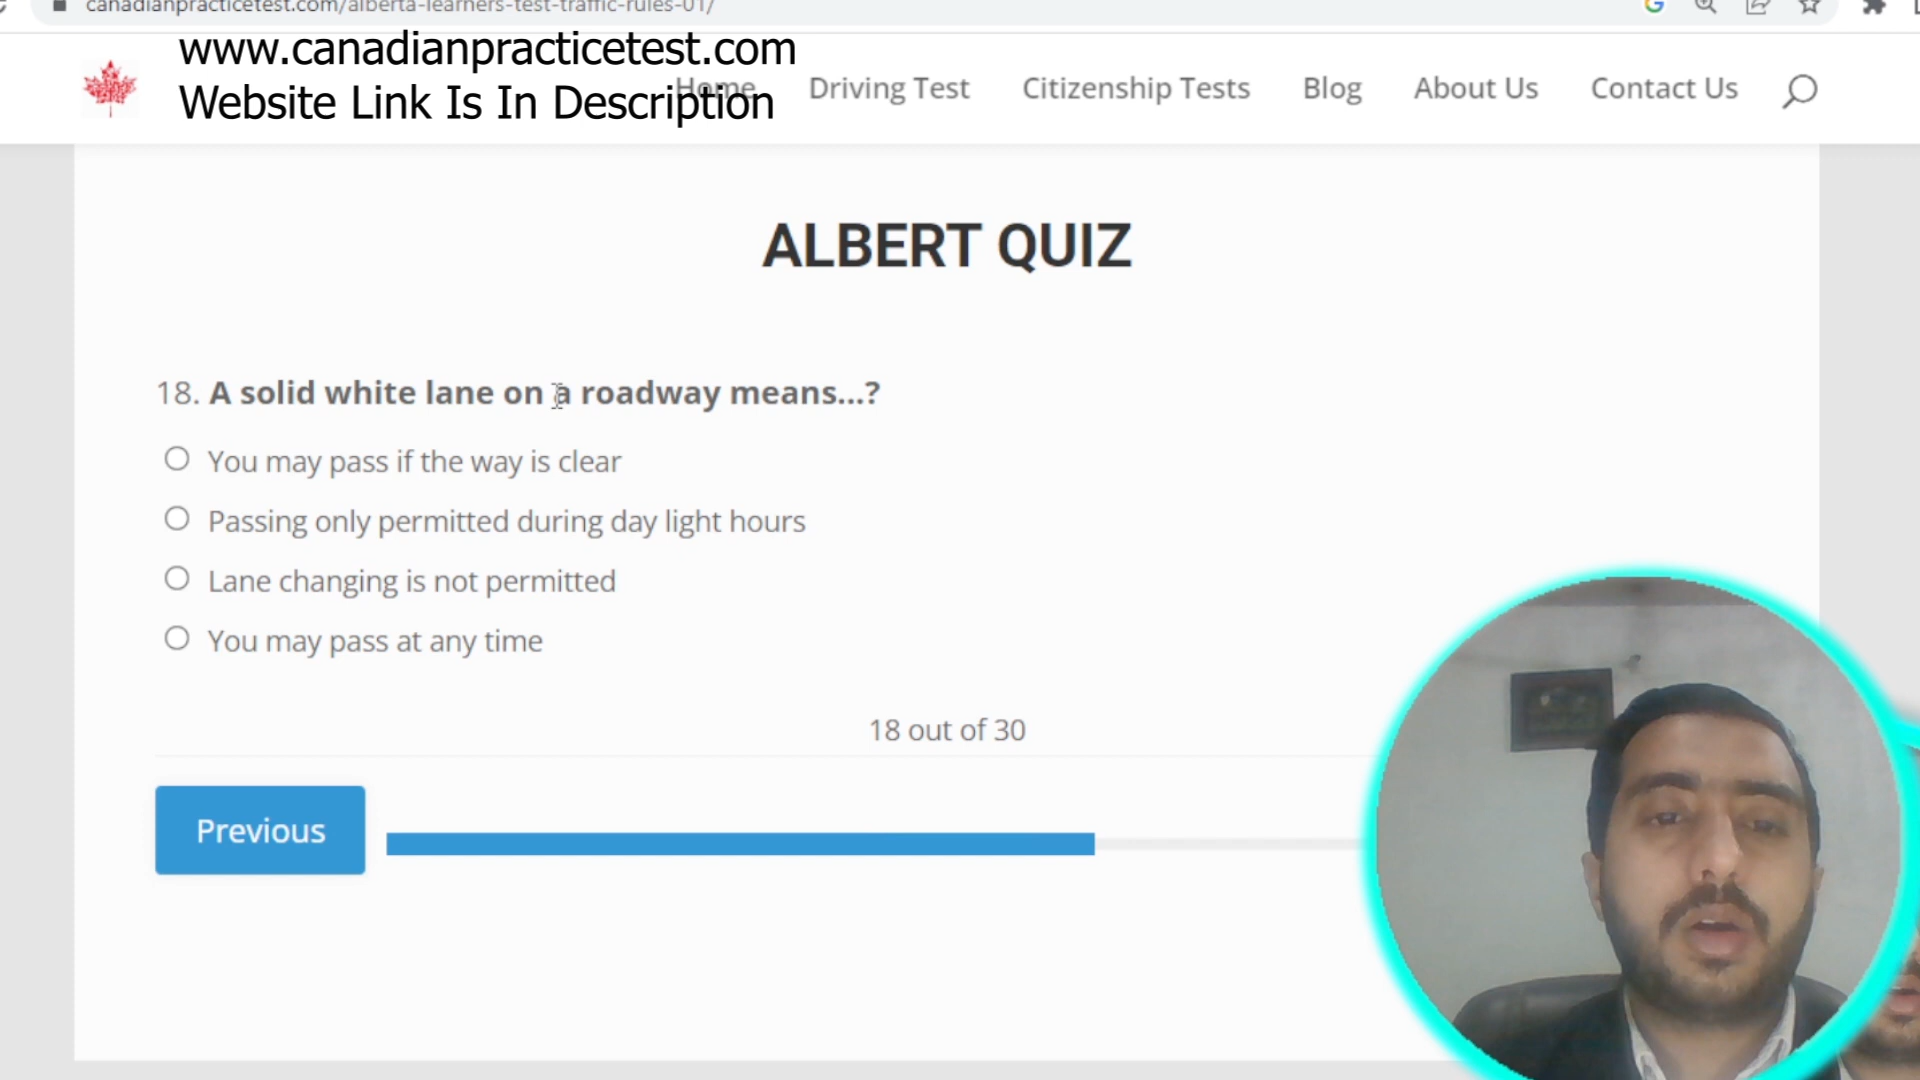 canadianpracticetest.com/alberta-learners-test-traffic-rules-01/
www.canadianpracticetest.com
Website Link Is In Description
Home Driving Test Citizenship Tests Blog About Us Contact Us
ALBERT QUIZ
18. A solid white lane on a roadway means...?
You may pass if the way is clear
Passing only permitted during day light hours
Lane changing is not permitted
You may pass at any time
18 out of 30
Previous